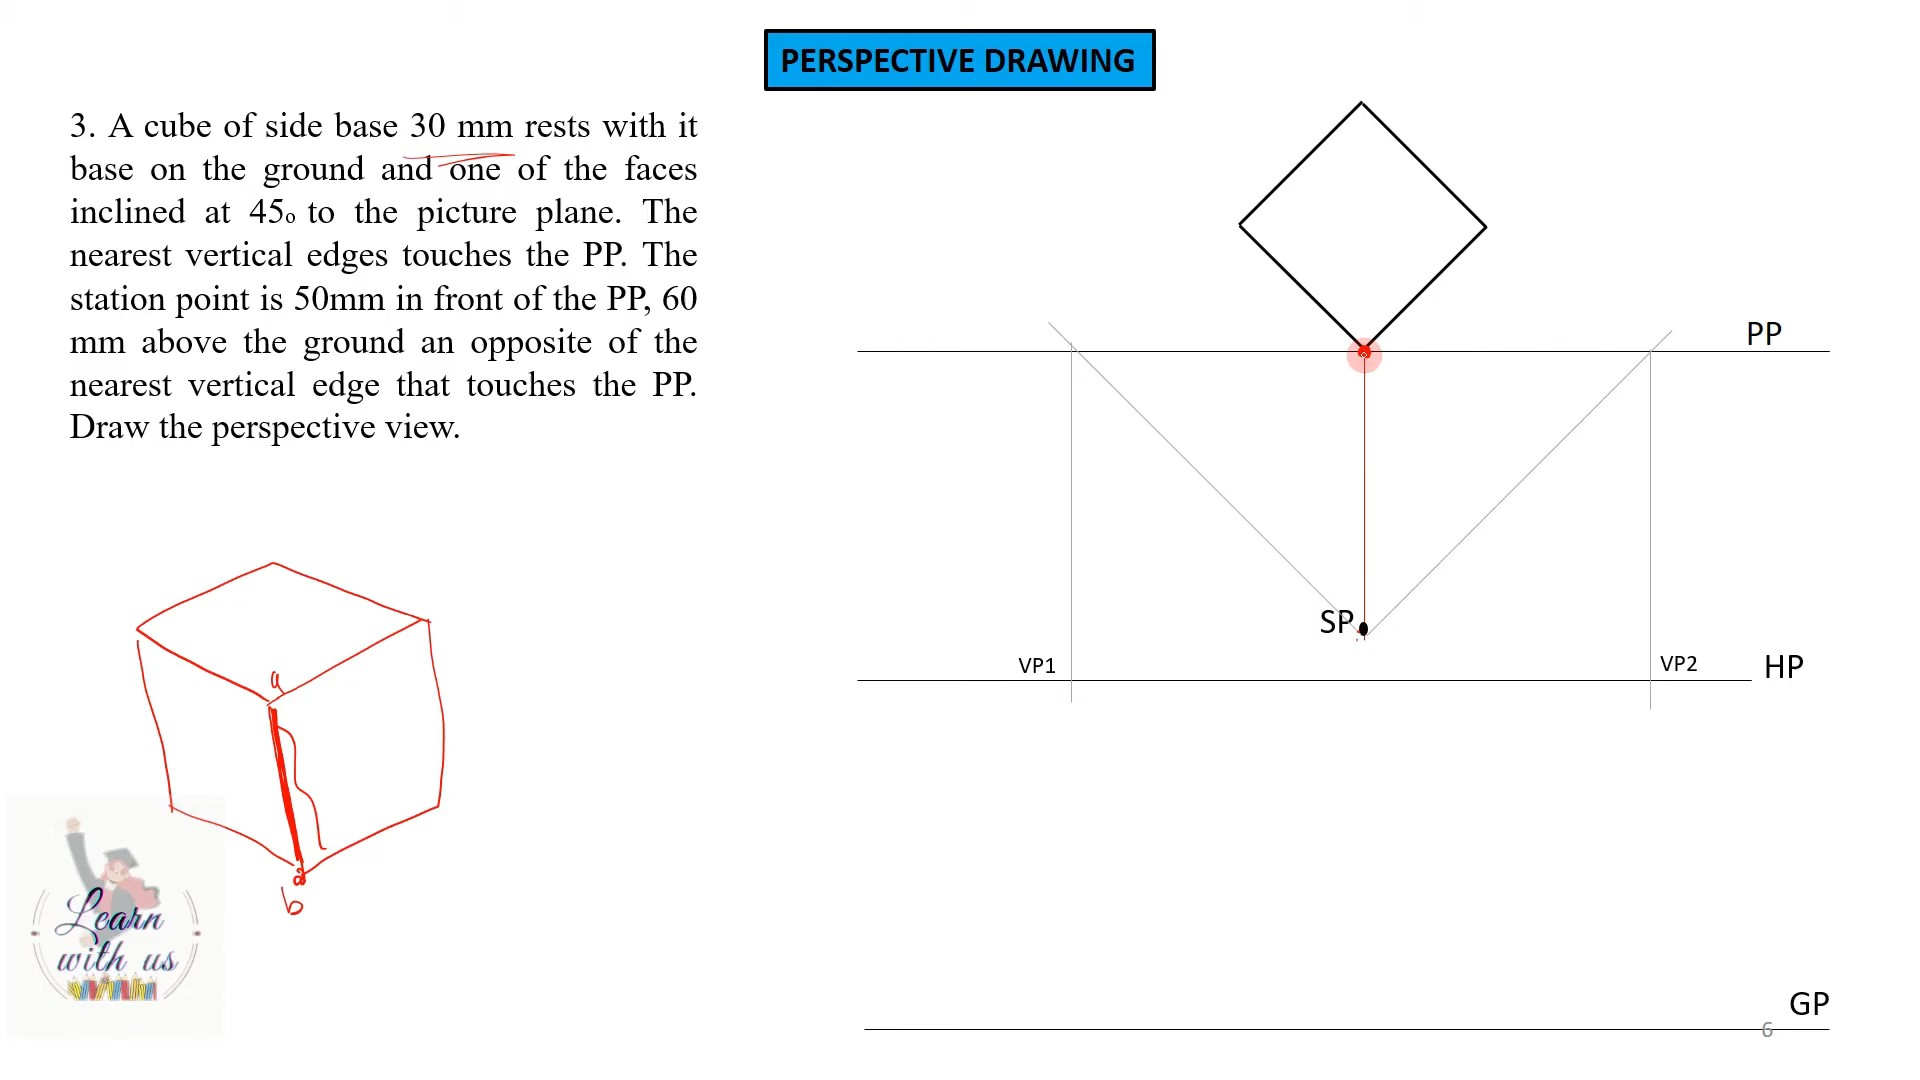 PERSPECTIVE DRAWING
3. A cube of side base 30 mm rests with it
base on the ground and one of the faces
inclined at 45o to the picture plane. The
nearest vertical edges touches the PP. The
station point is 50mm in front of the PP, 60
mm above the ground an opposite of the
nearest vertical edge that touches the PP.
Draw the perspective view.
PP
SP
VP1
VP2
HP
a
b
Learn
with us
GP
6